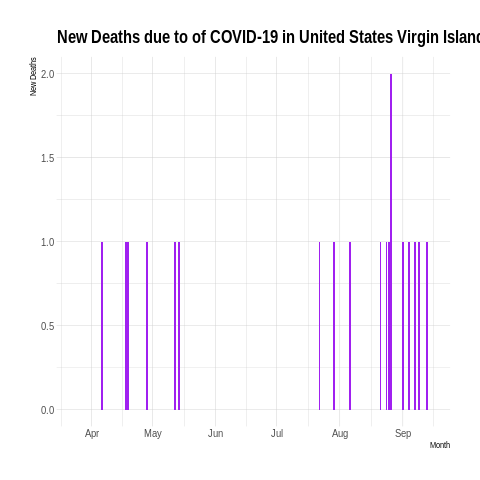 New Deaths due to of COVID-19 in United States Virgin Island
New Deaths
2.0
1.5
1.0
0.5
0.0
Apr May Jun Jul Aug Sep
Month